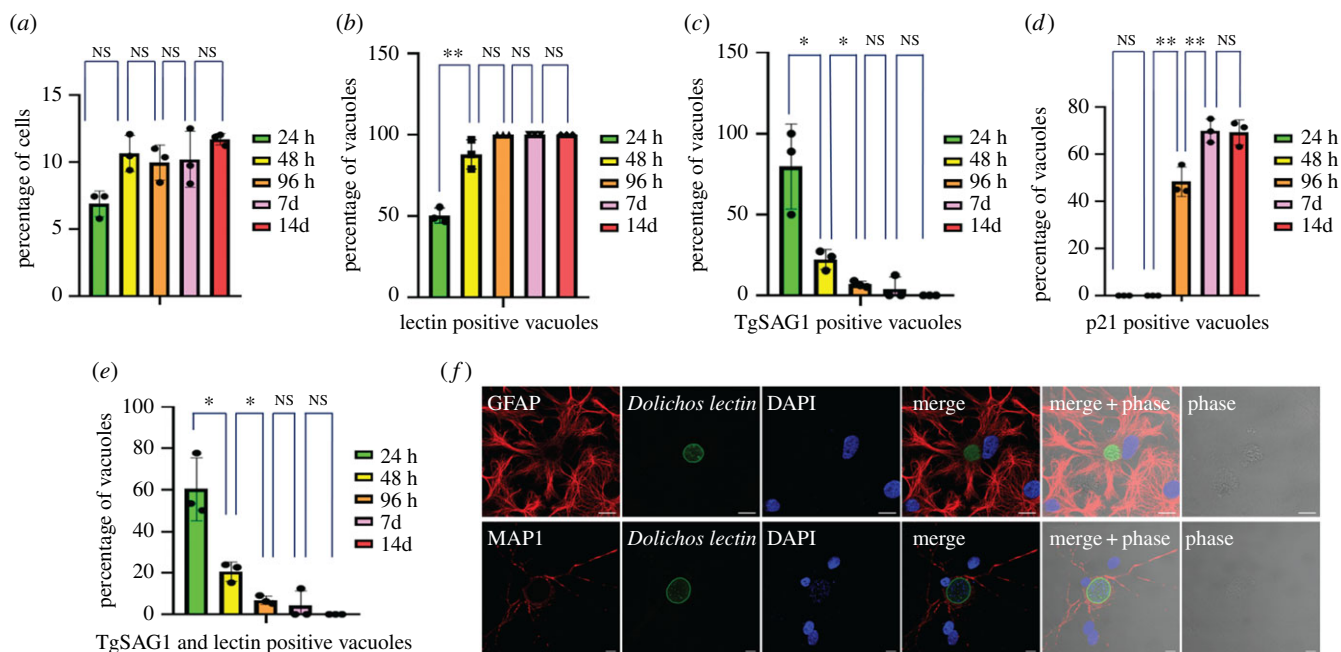 (a)
NS NS NS NS
percentage of cells
15
10
5
0
24 h
48 h
96 h
7d
14d
(b)
** NS NS NS
percentage of vacuoles
150
100
50
0
lectin positive vacuoles
24 h
48 h
96 h
7d
14d
(c)
* * NS NS
percentage of vacuoles
150
100
50
0
TgSAG1 positive vacuoles
24 h
48 h
96 h
7d
14d
(d)
NS ** ** NS
percentage of vacuoles
80
60
40
20
0
p21 positive vacuoles
24 h
48 h
96 h
7d
14d
(e)
* * NS NS
percentage of vacuoles
100
80
60
40
20
0
TgSAG1 and lectin positive vacuoles
24 h
48 h
96 h
7d
14d
(f)
GFAP Dolichos lectin DAPI merge merge + phase phase
MAP1 Dolichos lectin DAPI merge merge + phase phase